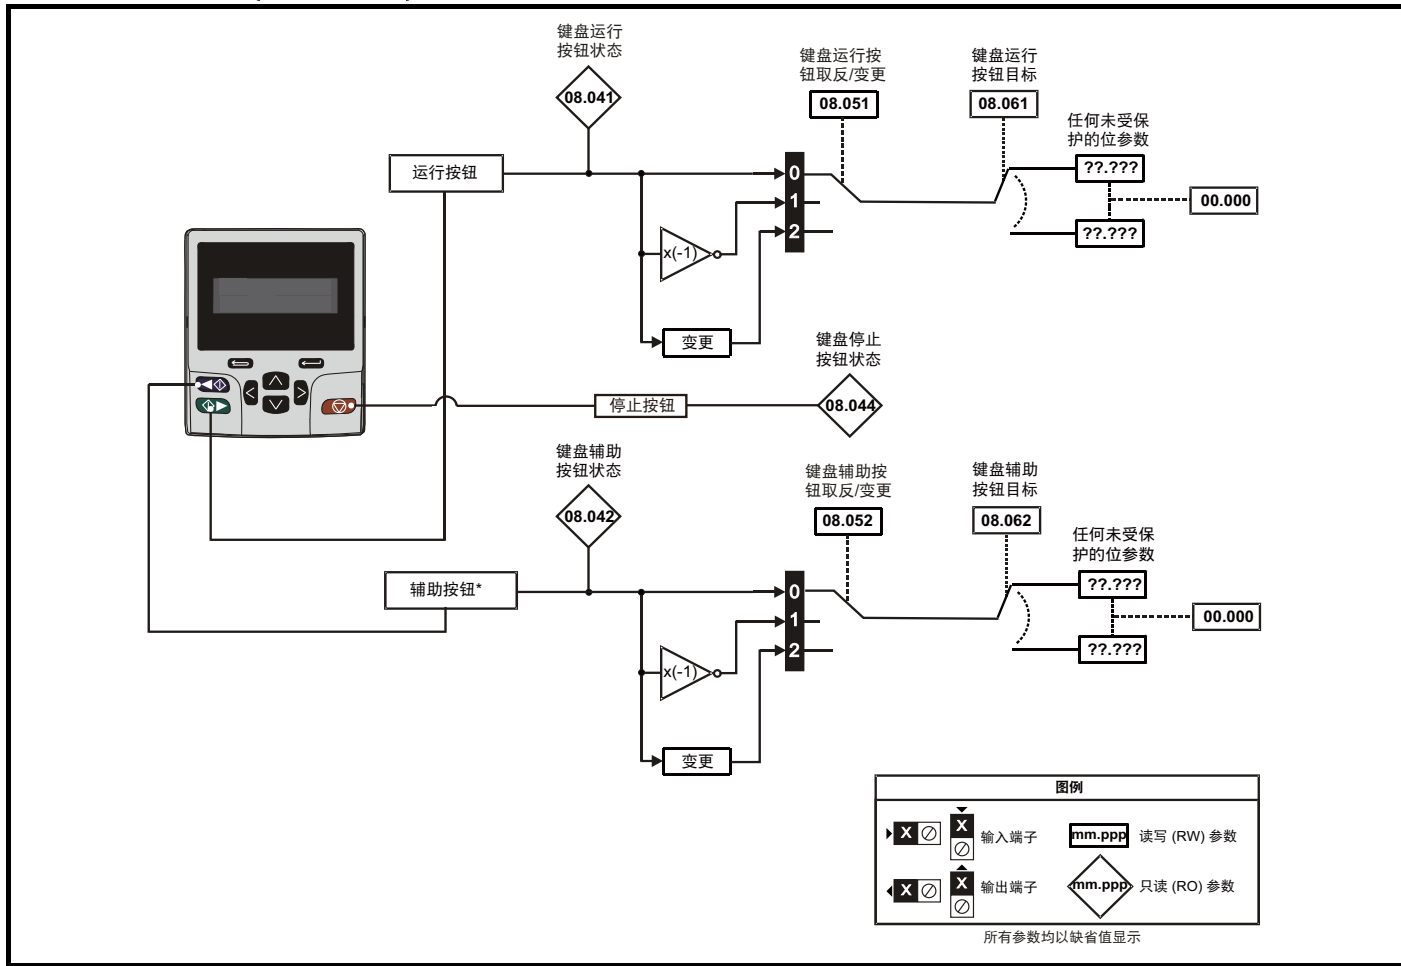 键盘运行
按钮状态
08.041
键盘运行按
钮取反/变更
08.051
键盘运行
按钮目标
08.061
任何未受保
护的位参数
??.???
??.???
00.000
运行按钮
0
1
2
x(-1)
变更
键盘停止
按钮状态
08.044
停止按钮
键盘辅助
按钮状态
08.042
键盘辅助按
钮取反/变更
08.052
键盘辅助
按钮目标
08.062
任何未受保
护的位参数
??.???
??.???
00.000
辅助按钮*
0
1
2
x(-1)
变更
图例
X
X
输入端子
mm.ppp
读写 (RW) 参数
X
X
输出端子
mm.ppp
只读 (RO) 参数
所有参数均以缺省值显示